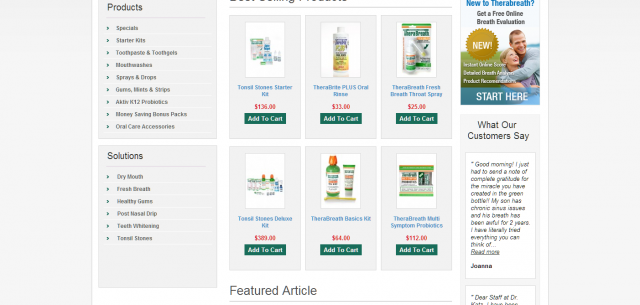 Products
Specials
Starter Kits
Toothpaste & Toothgels
Mouthwashes
Sprays & Drops
Gums, Mints & Strips
Aktiv K12 Probiotics
Money Saving Bonus Packs
Oral Care Accessories
Solutions
Dry Mouth
Fresh Breath
Healthy Gums
Post Nasal Drip
Teeth Whitening
Tonsil Stones
Best Selling Products
Tonsil Stones Starter
Kit
$136.00
Add To Cart
TheraBrite PLUS Oral
Rinse
$33.00
Add To Cart
TheraBreath Fresh
Breath Throat Spray
$25.00
Add To Cart
Tonsil Stones Deluxe
Kit
$389.00
Add To Cart
TheraBreath Basics Kit
$64.00
Add To Cart
TheraBreath Multi
Symptom Probiotics
$112.00
Add To Cart
Featured Article
New to Therabreath?
Get a Free Online
Breath Evaluation
NEW!
Instant Online Score
Detailed Breath Analysis
Product Recomendations
START HERE
What Our
Customers Say
" Good morning! I just
had to send a note of
complete gratitude for
the miracle you have
created in the green
bottle!! My son has
chronic sinus issues
and his breath has
been awful for 2 years.
I have literally tried
everything you can
think of...
Read more
Joanna
" Dear Staff at Dr.